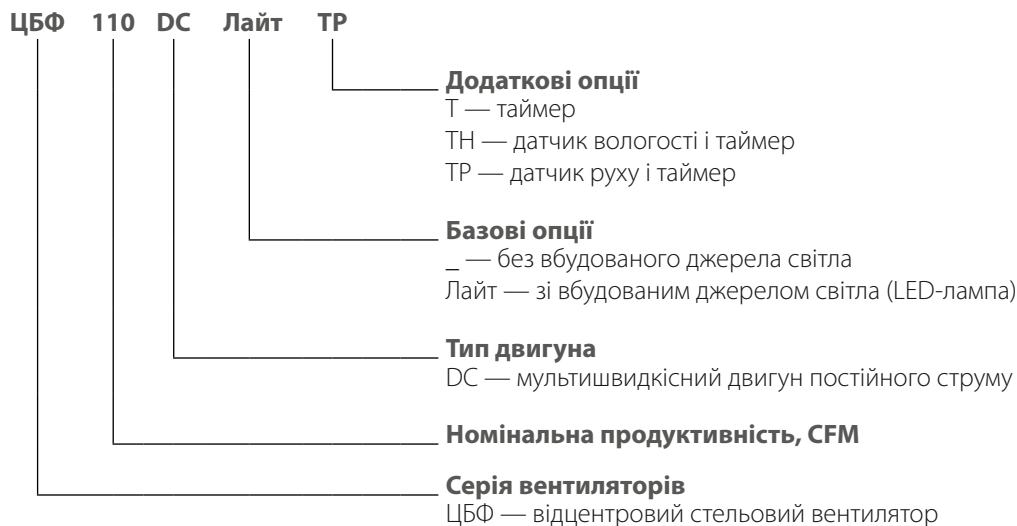 ЦБФ 110 DC Лайт ТР
Додаткові опції
Т — таймер
ТН — датчик вологості і таймер
ТР — датчик руху і таймер
Базові опції
_ — без вбудованого джерела світла
Лайт — зі вбудованим джерелом світла (LED-лампа)
Тип двигуна
DC — мультишвидкісний двигун постійного струму
Номінальна продуктивність, CFM
Серія вентиляторів
ЦБФ — відцентровий стельовий вентилятор